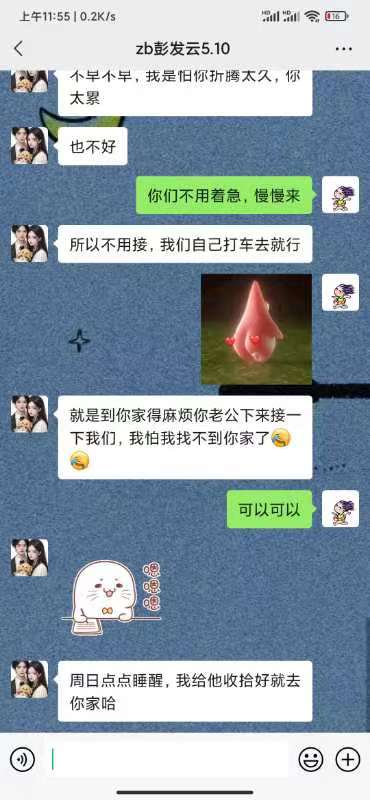 上午11:55 | 0.2K/s
16
zb彭发云5.10
不早不早，我是怕你折腾太久，你
太累
也不好
你们不用着急，慢慢来
所以不用接，我们自己打车去就行
就是到你家得麻烦你老公下来接一
下我们，我怕我找不到你家了
可以可以
周日点点睡醒，我给他收拾好就去
你家哈